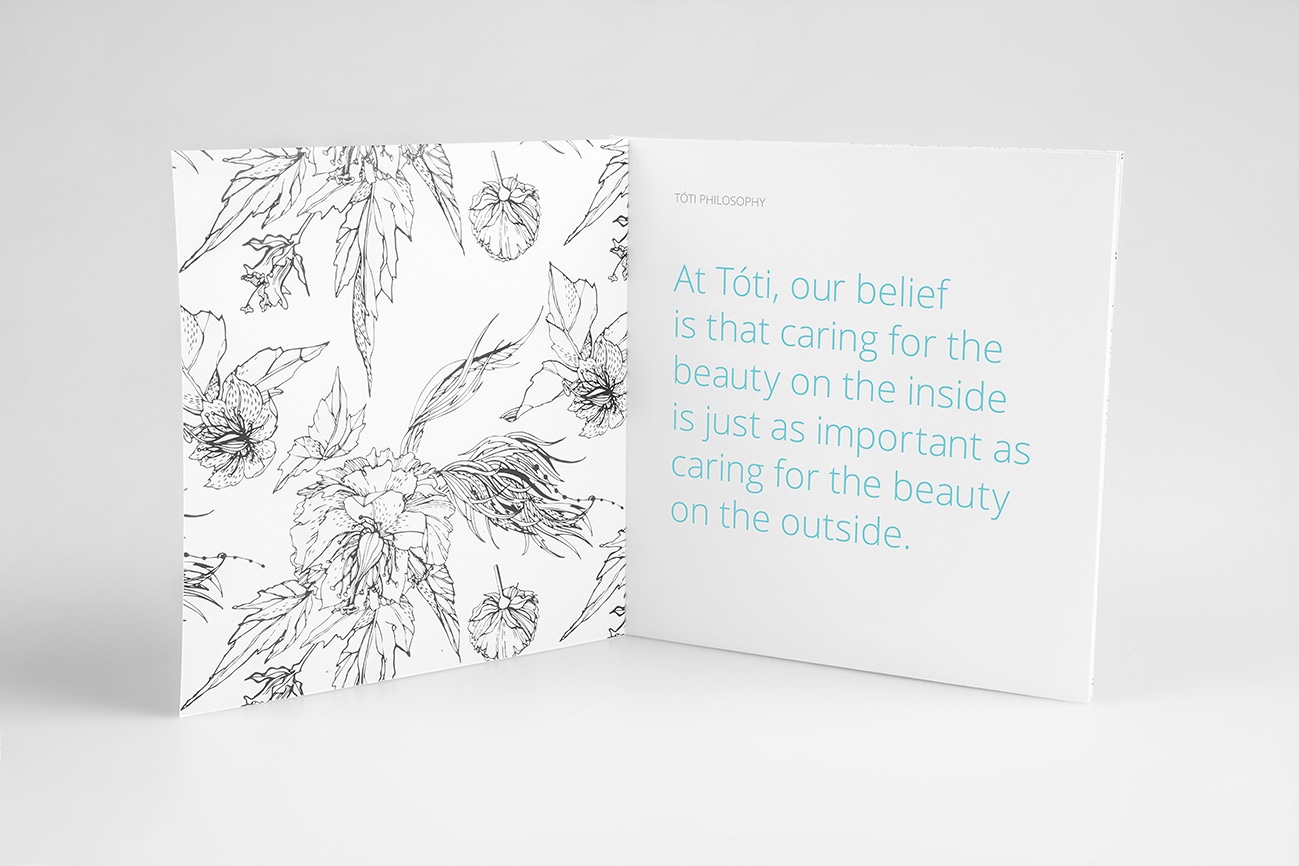 TÓTI PHILOSOPHY
At Tóti, our belief
is that caring for the
beauty on the inside
is just as important as
caring for the beauty
on the outside.